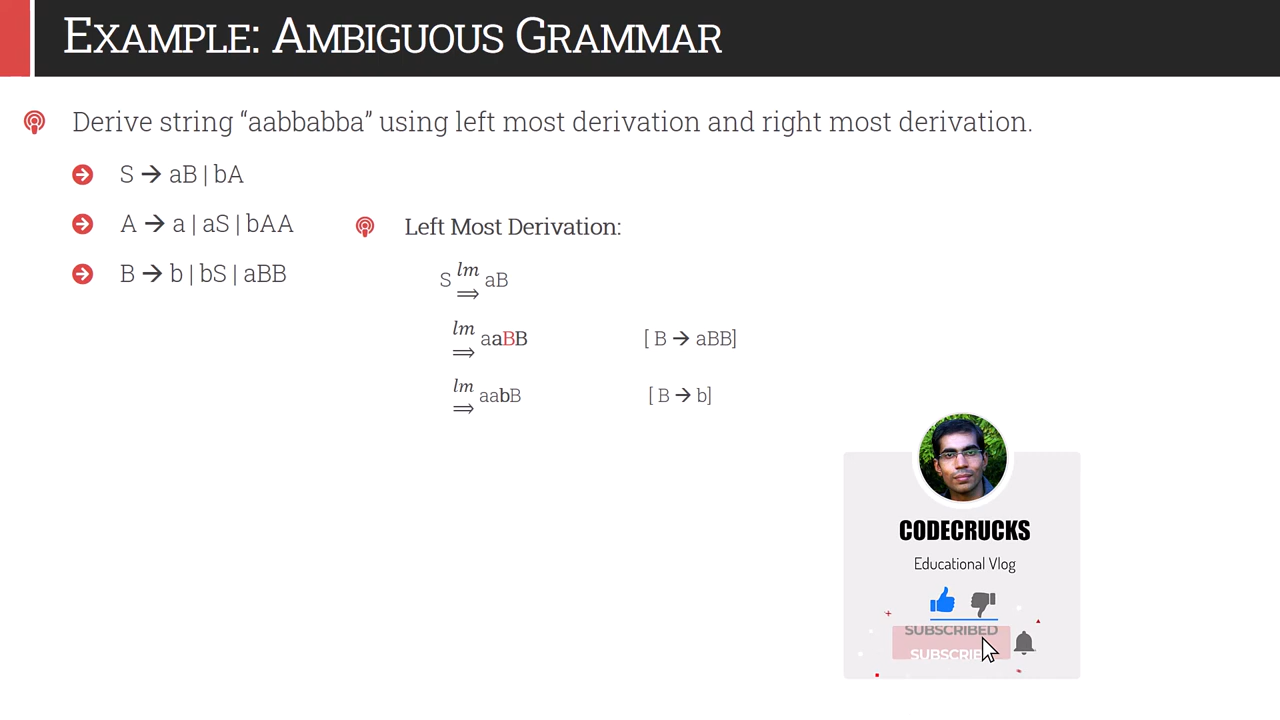 EXAMPLE: AMBIGUOUS GRAMMAR
Derive string “aabbabba” using left most derivation and right most derivation.
S → aB | bA
A → a | aS | bAA
B → b | bS | aBB
Left Most Derivation:
S lm⟹ aB
lm⟹ aaBB [ B → aBB]
lm⟹ aabB [ B → b]
CODECRUCKS
Educational Vlog
SUBSCRIBED